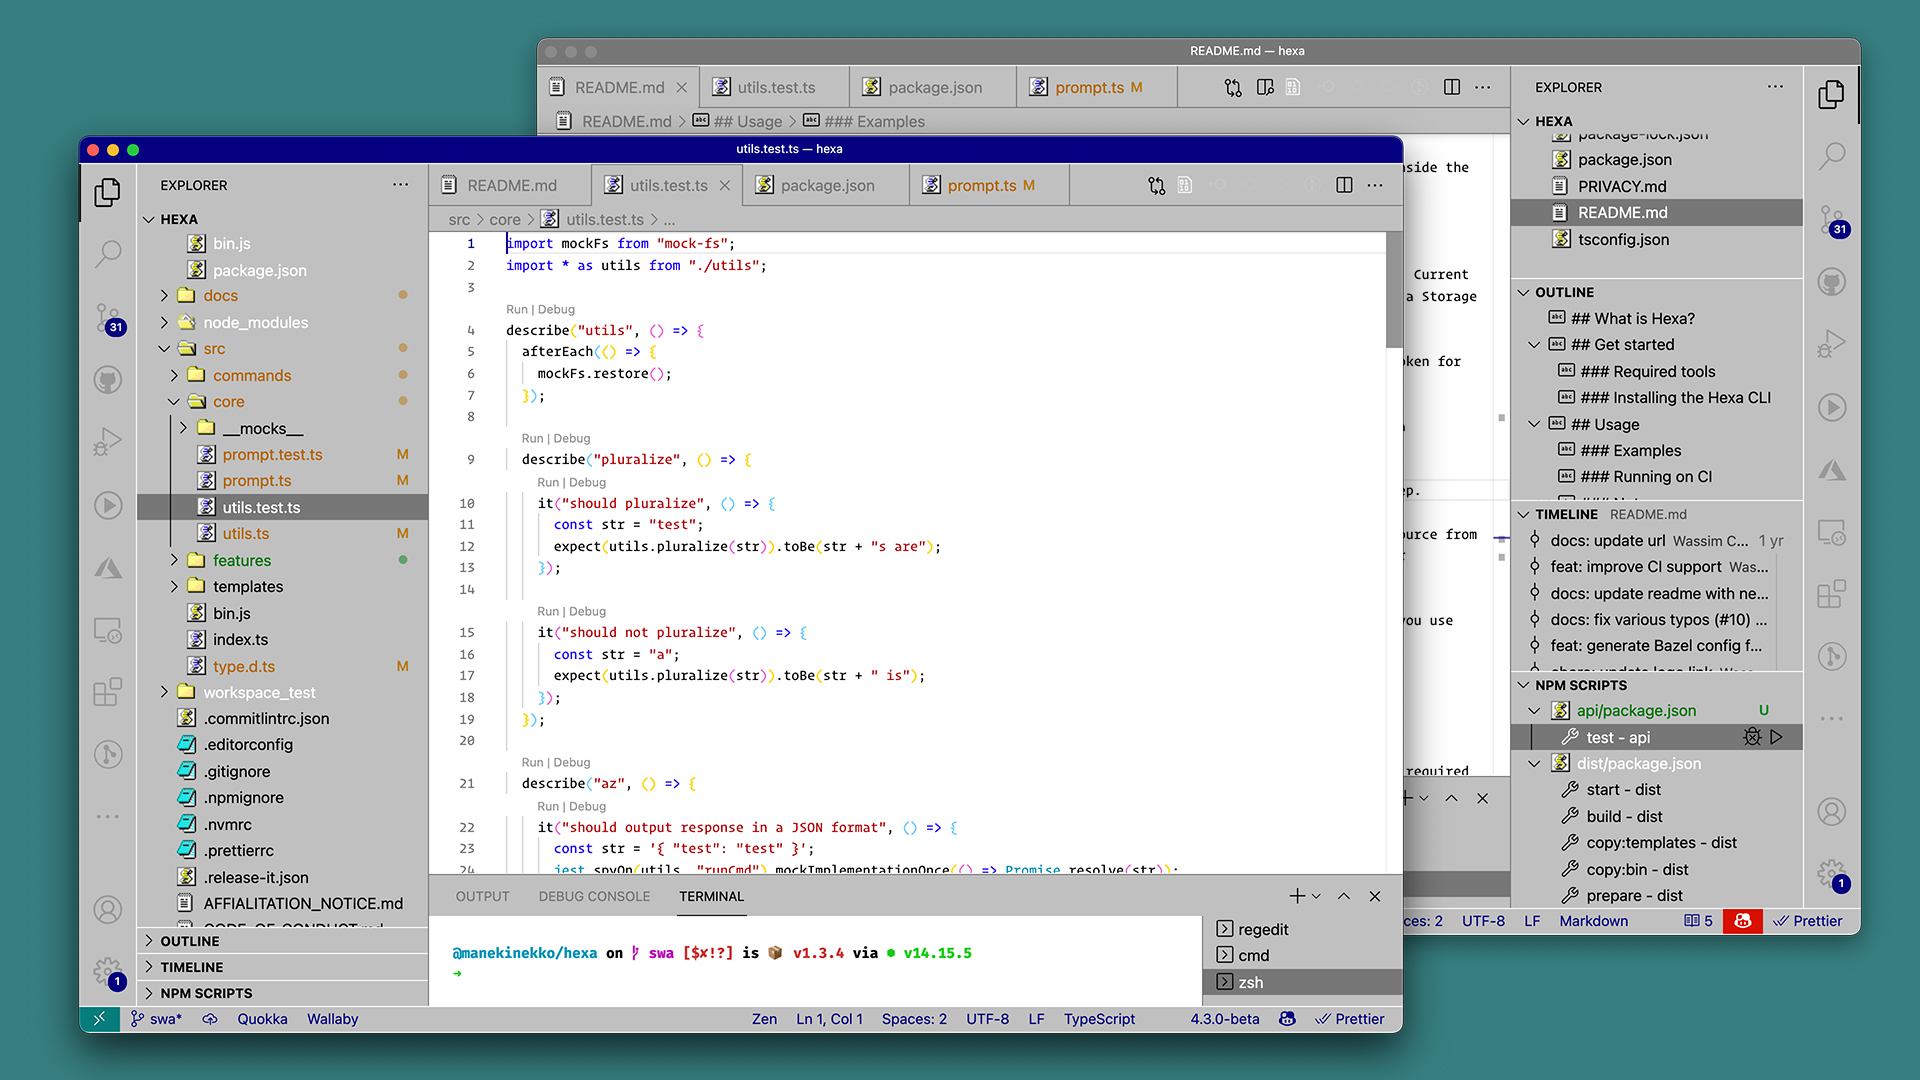 README.md — hexa
README.md
utils.test.ts
package.json
prompt.ts M
README.md > ## Usage > ### Examples
EXPLORER
HEXA
package-lock.json
package.json
PRIVACY.md
README.md
tsconfig.json
31
OUTLINE
## What is Hexa?
## Get started
### Required tools
### Installing the Hexa CLI
## Usage
### Examples
### Running on CI
TIMELINE README.md
docs: update url Wassim C... 1 yr
feat: improve CI support Was...
docs: update readme with ne...
docs: fix various typos (#10) ...
feat: generate Bazel config f...
NPM SCRIPTS
api/package.json U
test - api
dist/package.json
start - dist
build - dist
copy:templates - dist
copy:bin - dist
prepare - dist
1
Current
a Storage
oken for
ep.
ource from
you use
required
ces: 2 UTF-8 LF Markdown 5 Prettier
utils.test.ts — hexa
EXPLORER
HEXA
bin.js
package.json
docs
node_modules
src
commands
core
__mocks__
prompt.test.ts M
prompt.ts M
utils.test.ts
utils.ts M
features
templates
bin.js
index.ts
type.d.ts M
workspace_test
.commitlintrc.json
.editorconfig
.gitignore
.npmignore
.nvmrc
.prettierrc
.release-it.json
AFFIALITATION_NOTICE.md
CODE_OF_CONDUCT.md
OUTLINE
TIMELINE
NPM SCRIPTS
31
1
README.md
utils.test.ts
package.json
prompt.ts M
src > core > utils.test.ts > ...
1 import mockFs from "mock-fs";
2 import * as utils from "./utils";
3
Run | Debug
4 describe("utils", () => {
5 afterEach(() => {
6 mockFs.restore();
7 });
8
Run | Debug
9 describe("pluralize", () => {
Run | Debug
10 it("should pluralize", () => {
11 const str = "test";
12 expect(utils.pluralize(str)).toBe(str + "s are");
13 });
14
Run | Debug
15 it("should not pluralize", () => {
16 const str = "a";
17 expect(utils.pluralize(str)).toBe(str + " is");
18 });
19 });
20
Run | Debug
21 describe("az", () => {
Run | Debug
22 it("should output response in a JSON format", () => {
23 const str = '{ "test": "test" }';
24 jest.spyOn(utils, "runCmd").mockImplementationOnce(() => Promise.resolve(str));
OUTPUT DEBUG CONSOLE TERMINAL
@manekinekko/hexa on swa [$✘!?] is 📦 v1.3.4 via ⬢ v14.15.5
➜
regedit
cmd
zsh
swa* Quokka Wallaby Zen Ln 1, Col 1 Spaces: 2 UTF-8 LF TypeScript 4.3.0-beta Prettier